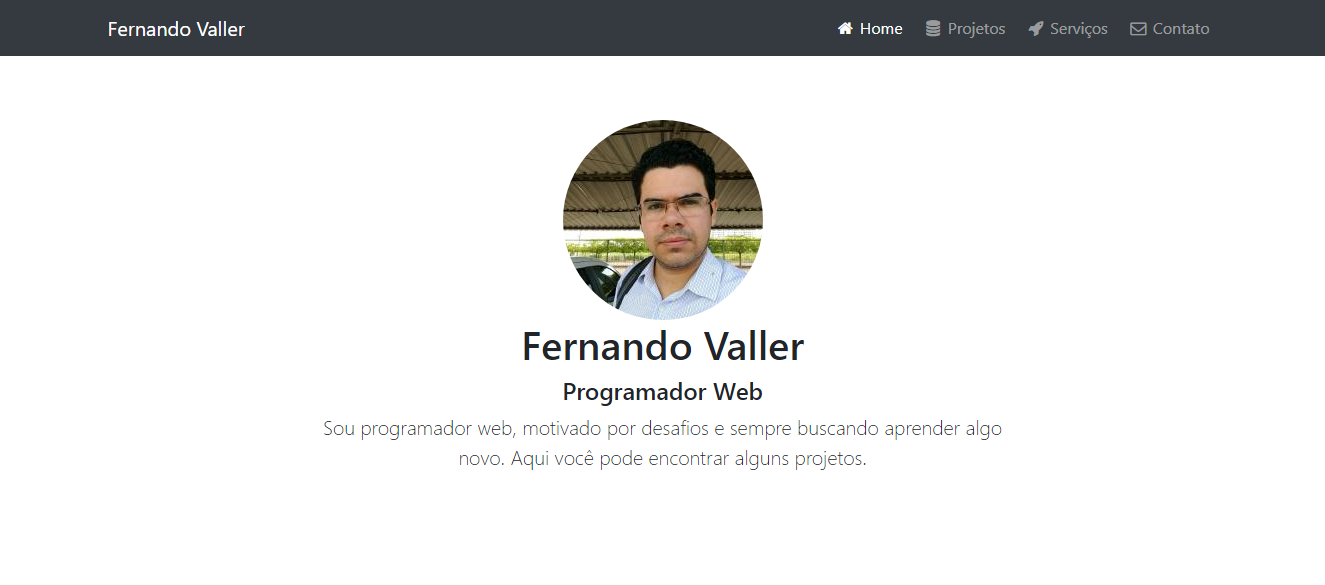 Fernando Valler
Home Projetos Serviços Contato
Fernando Valler
Programador Web
Sou programador web, motivado por desafios e sempre buscando aprender algo
novo. Aqui você pode encontrar alguns projetos.